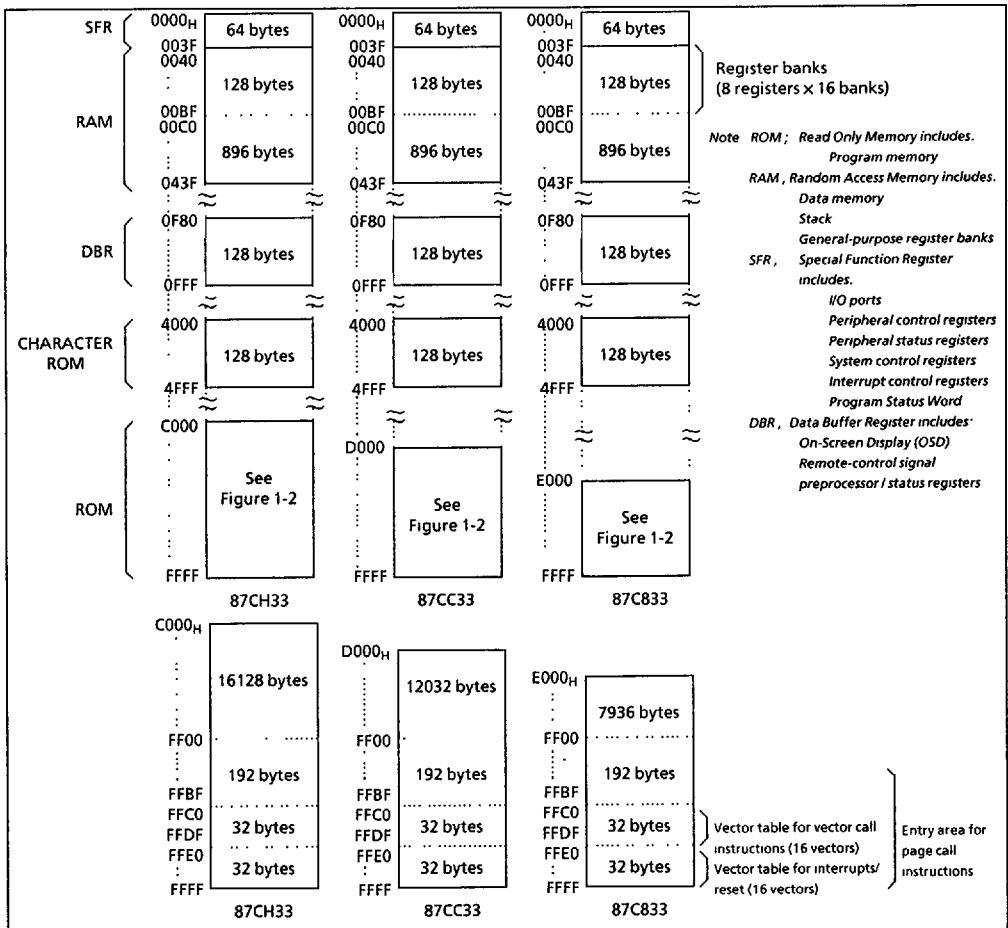 SFR
RAM
DBR
CHARACTER
ROM
ROM
0000H
003F
0040
00BF
00C0
043F
0F80
0FFF
4000
4FFF
C000
FFFF
64 bytes
128 bytes
896 bytes
128 bytes
128 bytes
See
Figure 1-2
87CH33
0000H
003F
0040
00BF
00C0
043F
0F80
0FFF
4000
4FFF
D000
FFFF
64 bytes
128 bytes
896 bytes
128 bytes
128 bytes
See
Figure 1-2
87CC33
0000H
003F
0040
00BF
00C0
043F
0F80
0FFF
4000
4FFF
E000
FFFF
64 bytes
128 bytes
896 bytes
128 bytes
128 bytes
See
Figure 1-2
87C833
Register banks
(8 registers x 16 banks)
Note ROM ; Read Only Memory includes.
Program memory
RAM , Random Access Memory includes.
Data memory
Stack
General-purpose register banks
SFR , Special Function Register
includes.
I/O ports
Peripheral control registers
Peripheral status registers
System control registers
Interrupt control registers
Program Status Word
DBR , Data Buffer Register includes·
On-Screen Display (OSD)
Remote-control signal
preprocessor / status registers
C000H
FF00
FFBF
FFC0
FFDF
FFE0
FFFF
16128 bytes
192 bytes
32 bytes
32 bytes
87CH33
D000H
FF00
FFBF
FFC0
FFDF
FFE0
FFFF
12032 bytes
192 bytes
32 bytes
32 bytes
87CC33
E000H
FF00
FFBF
FFC0
FFDF
FFE0
FFFF
7936 bytes
192 bytes
32 bytes
32 bytes
87C833
Vector table for vector call
instructions (16 vectors)
Vector table for interrupts/
reset (16 vectors)
Entry area for
page call
instructions